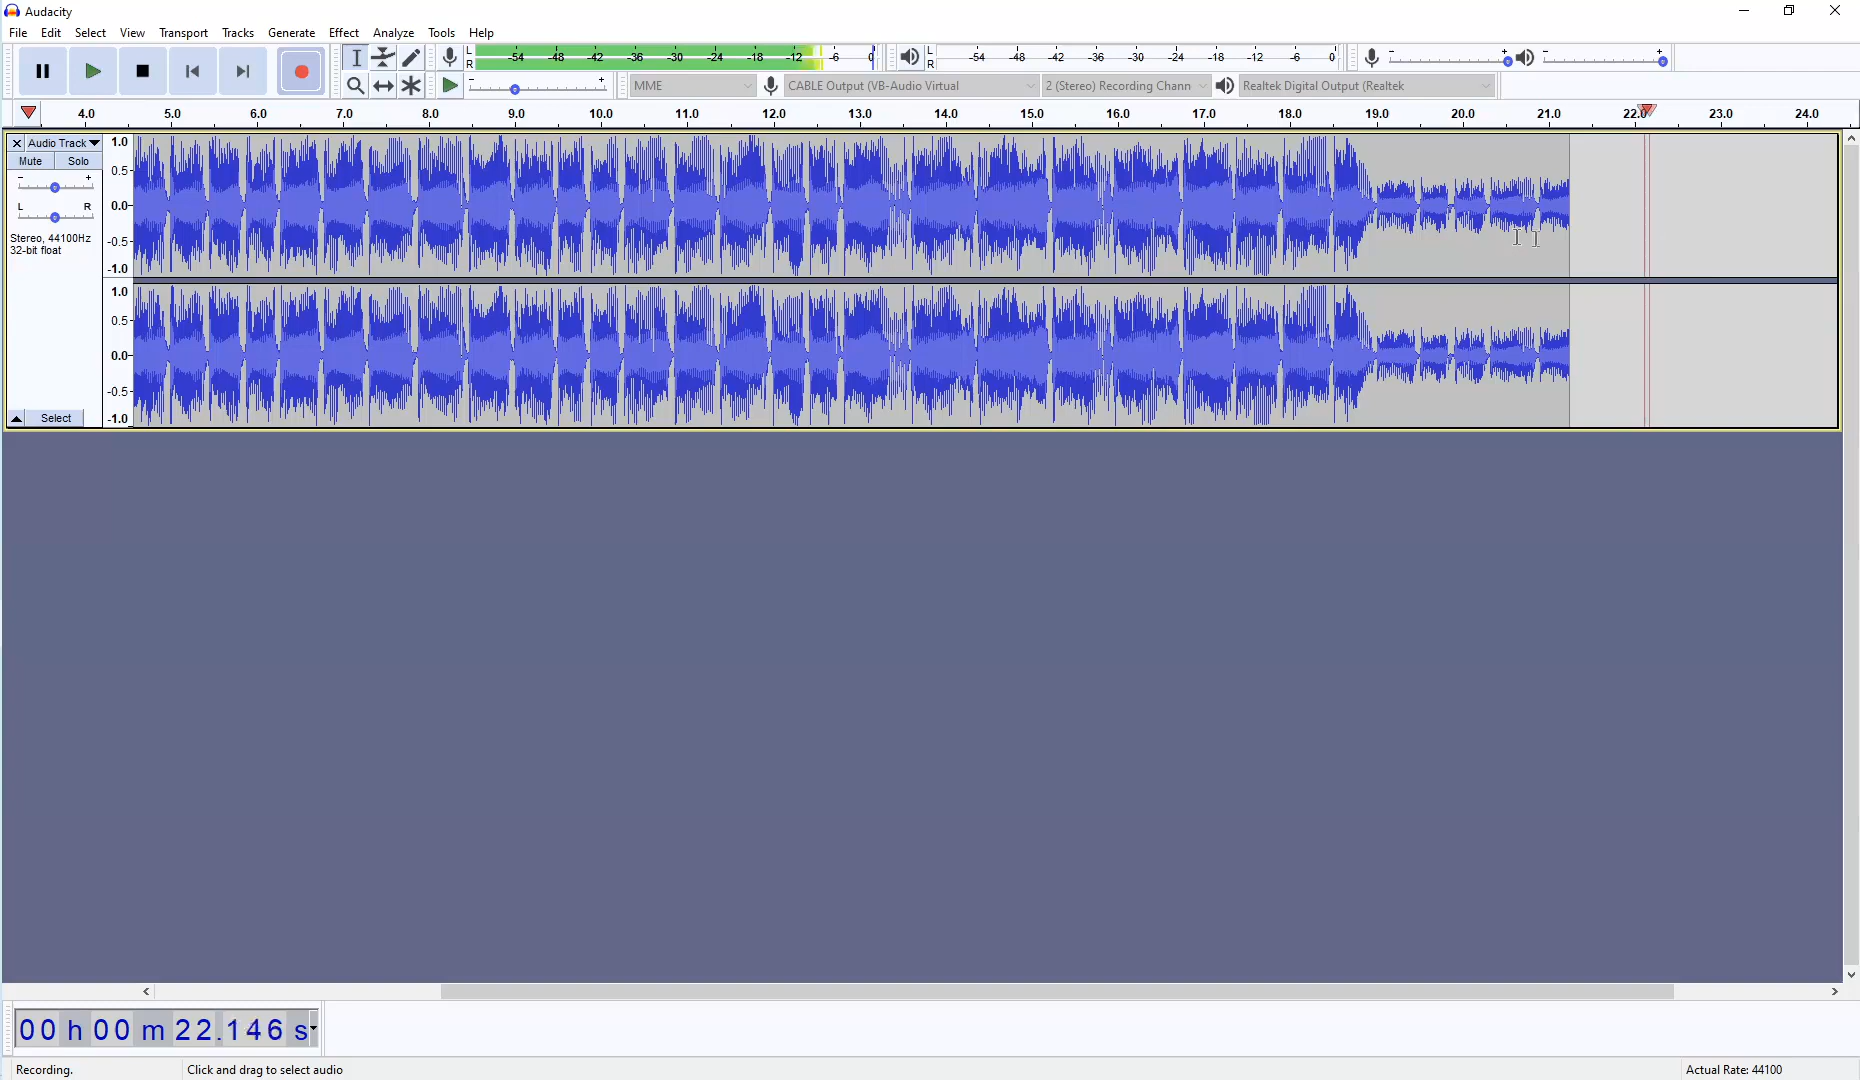 Audacity
File Edit Select View Transport Tracks Generate Effect Analyze Tools Help
L R -54 -48 -42 -36 -30 -24 -18 -12 -6 0 L R -54 -48 -42 -36 -30 -24 -18 -12 -6 0 - + - +
- + MME CABLE Output (VB-Audio Virtual 2 (Stereo) Recording Chann Realtek Digital Output (Realtek
4.0 5.0 6.0 7.0 8.0 9.0 10.0 11.0 12.0 13.0 14.0 15.0 16.0 17.0 18.0 19.0 20.0 21.0 22.0 23.0 24.0
Audio Track 1.0
Mute Solo
- + 0.5
L R 0.0
Stereo, 44100Hz -0.5
32-bit float
-1.0
1.0
0.5
0.0
-0.5
Select -1.0
00 h 00 m 22.146 s
Recording. Click and drag to select audio Actual Rate: 44100